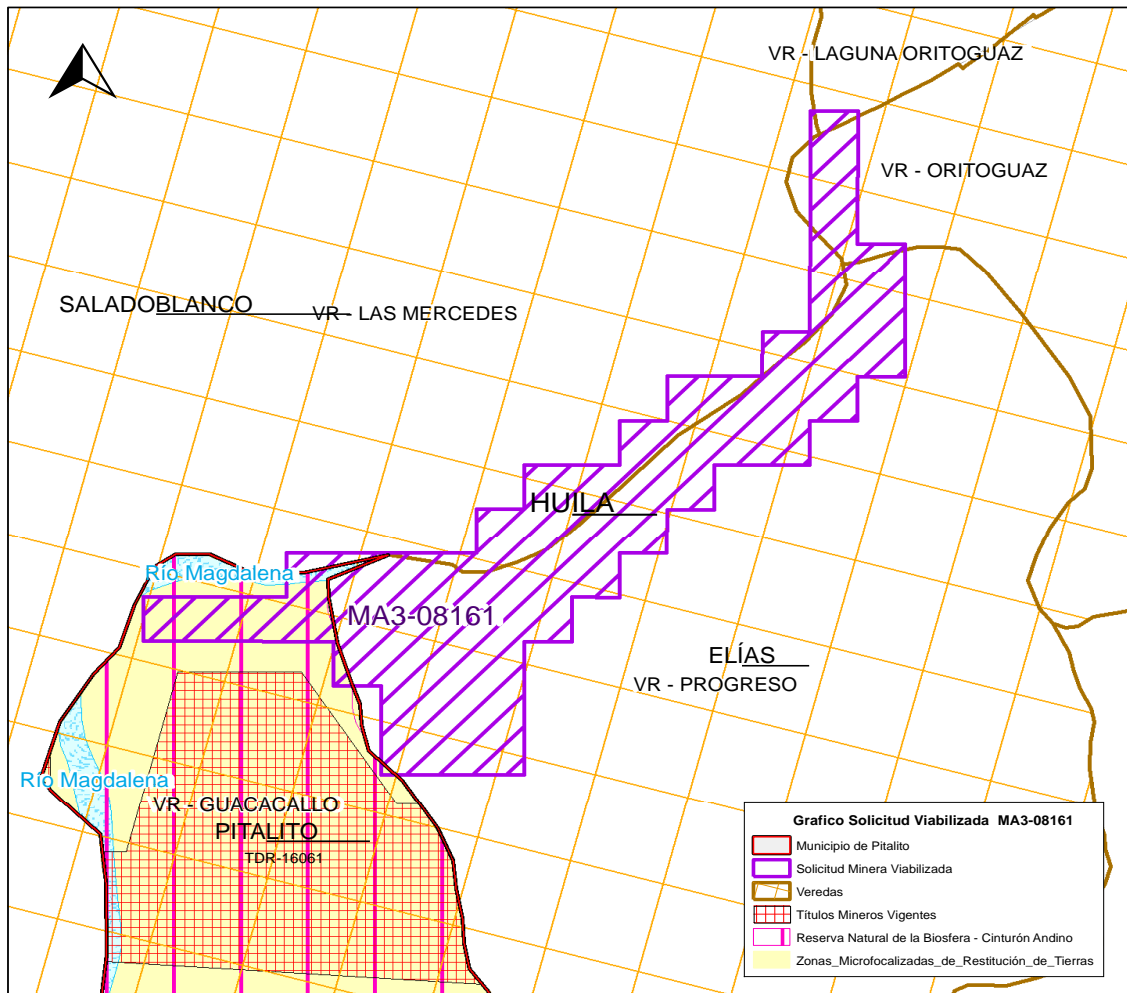 VR - LAGUNA ORITOGUAZ
VR - ORITOGUAZ
SALADOBLANCO
VR - LAS MERCEDES
HUILA
Río Magdalena
MA3-08161
ELÍAS
VR - PROGRESO
Río Magdalena
VR - GUACACALLO
PITALITO
TDR-16061
Grafico Solicitud Viabilizada MA3-08161
Municipio de Pitalito
Solicitud Minera Viabilizada
Veredas
Títulos Mineros Vigentes
Reserva Natural de la Biosfera - Cinturón Andino
Zonas_Microfocalizadas_de_Restitución_de_Tierras